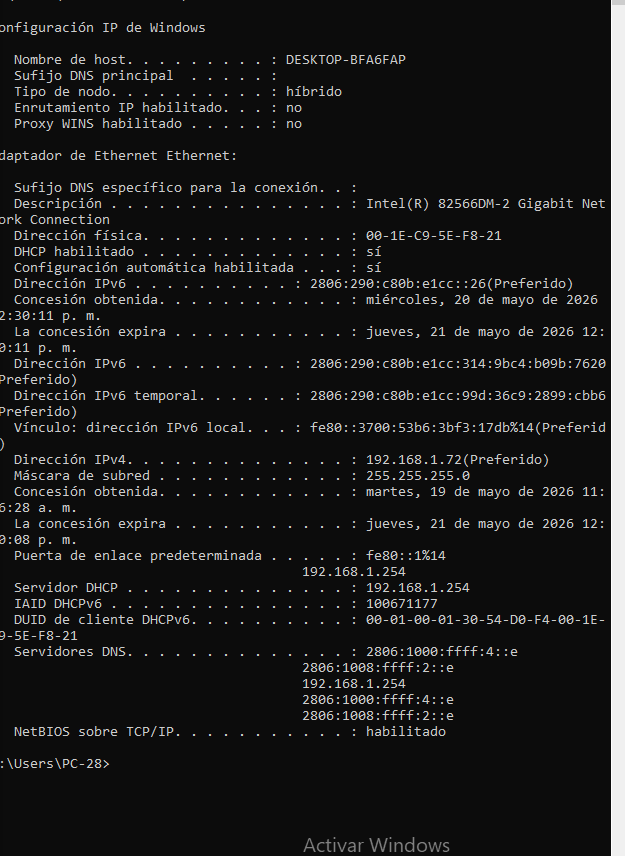 onfiguración IP de Windows
Nombre de host. . . . . . . . . : DESKTOP-BFA6FAP
Sufijo DNS principal  . . . . . :
Tipo de nodo. . . . . . . . . . : híbrido
Enrutamiento IP habilitado. . . : no
Proxy WINS habilitado . . . . . : no
daptador de Ethernet Ethernet:
Sufijo DNS específico para la conexión. . :
Descripción . . . . . . . . . . . . . . . : Intel(R) 82566DM-2 Gigabit Net
ork Connection
Dirección física. . . . . . . . . . . . . : 00-1E-C9-5E-F8-21
DHCP habilitado . . . . . . . . . . . . . : sí
Configuración automática habilitada . . . : sí
Dirección IPv6 . . . . . . . . . . : 2806:290:c80b:e1cc::26(Preferido)
Concesión obtenida. . . . . . . . . . . . : miércoles, 20 de mayo de 2026
2:30:11 p. m.
La concesión expira . . . . . . . . . . . : jueves, 21 de mayo de 2026 12:
0:11 p. m.
Dirección IPv6 . . . . . . . . . . : 2806:290:c80b:e1cc:314:9bc4:b09b:7620
Preferido)
Dirección IPv6 temporal. . . . . . : 2806:290:c80b:e1cc:99d:36c9:2899:cbb6
Preferido)
Vínculo: dirección IPv6 local. . . : fe80::3700:53b6:3bf3:17db%14(Preferid
)
Dirección IPv4. . . . . . . . . . . . . . : 192.168.1.72(Preferido)
Máscara de subred . . . . . . . . . . . . : 255.255.255.0
Concesión obtenida. . . . . . . . . . . . : martes, 19 de mayo de 2026 11:
6:28 a. m.
La concesión expira . . . . . . . . . . . : jueves, 21 de mayo de 2026 12:
0:08 p. m.
Puerta de enlace predeterminada . . . . . : fe80::1%14
192.168.1.254
Servidor DHCP . . . . . . . . . . . . . . : 192.168.1.254
IAID DHCPv6 . . . . . . . . . . . . . . . : 100671177
DUID de cliente DHCPv6. . . . . . . . . . : 00-01-00-01-30-54-D0-F4-00-1E-
9-5E-F8-21
Servidores DNS. . . . . . . . . . . . . . : 2806:1000:ffff:4::e
2806:1008:ffff:2::e
192.168.1.254
2806:1000:ffff:4::e
2806:1008:ffff:2::e
NetBIOS sobre TCP/IP. . . . . . . . . . . : habilitado
:\Users\PC-28>
Activar Windows